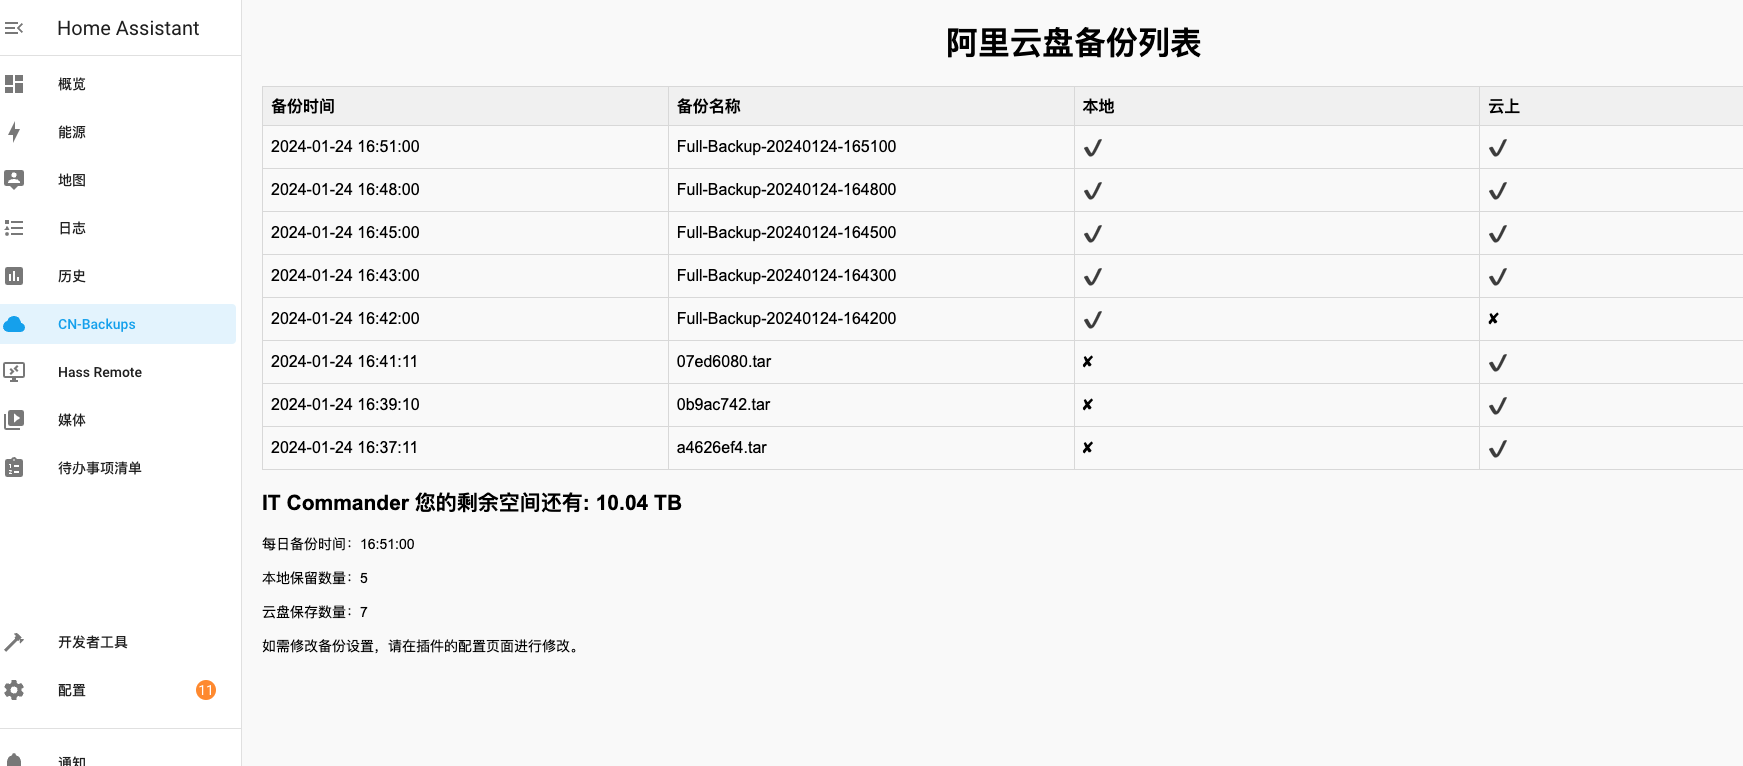 Home Assistant
概览
能源
地图
日志
历史
CN-Backups
Hass Remote
媒体
待办事项清单
开发者工具
配置 11
通知
阿里云盘备份列表
备份时间 备份名称 本地 云上
2024-01-24 16:51:00 Full-Backup-20240124-165100 ✔ ✔
2024-01-24 16:48:00 Full-Backup-20240124-164800 ✔ ✔
2024-01-24 16:45:00 Full-Backup-20240124-164500 ✔ ✔
2024-01-24 16:43:00 Full-Backup-20240124-164300 ✔ ✔
2024-01-24 16:42:00 Full-Backup-20240124-164200 ✔ ✘
2024-01-24 16:41:11 07ed6080.tar ✘ ✔
2024-01-24 16:39:10 0b9ac742.tar ✘ ✔
2024-01-24 16:37:11 a4626ef4.tar ✘ ✔
IT Commander 您的剩余空间还有: 10.04 TB
每日备份时间：16:51:00
本地保留数量：5
云盘保存数量：7
如需修改备份设置，请在插件的配置页面进行修改。